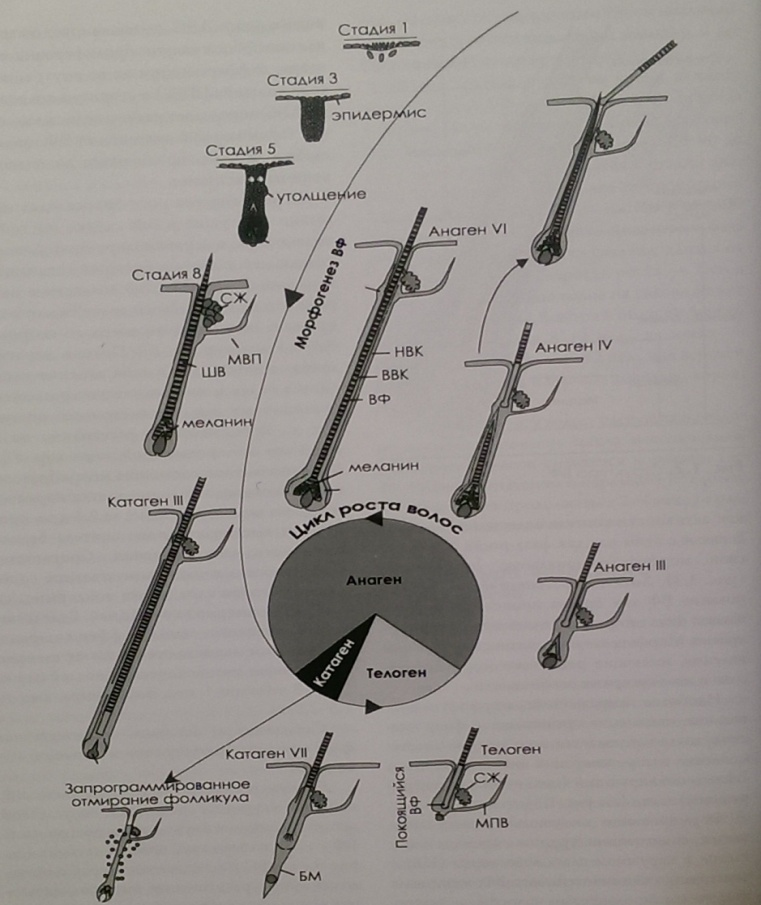 Стадия 1
Стадия 3
эпидермис
Стадия 5
утолщение
Анаген VI
Морфогенез ВФ
Стадия 8
СЖ
МВП
ШВ
меланин
НВК
ВВК
ВФ
меланин
Анаген IV
Катаген III
Цикл роста волос
Анаген
Катаген
Телоген
Анаген III
Запрограммированное
отмирание фолликула
Катаген VII
БМ
Телоген
СЖ
МПВ
Покоящийся
ВФ